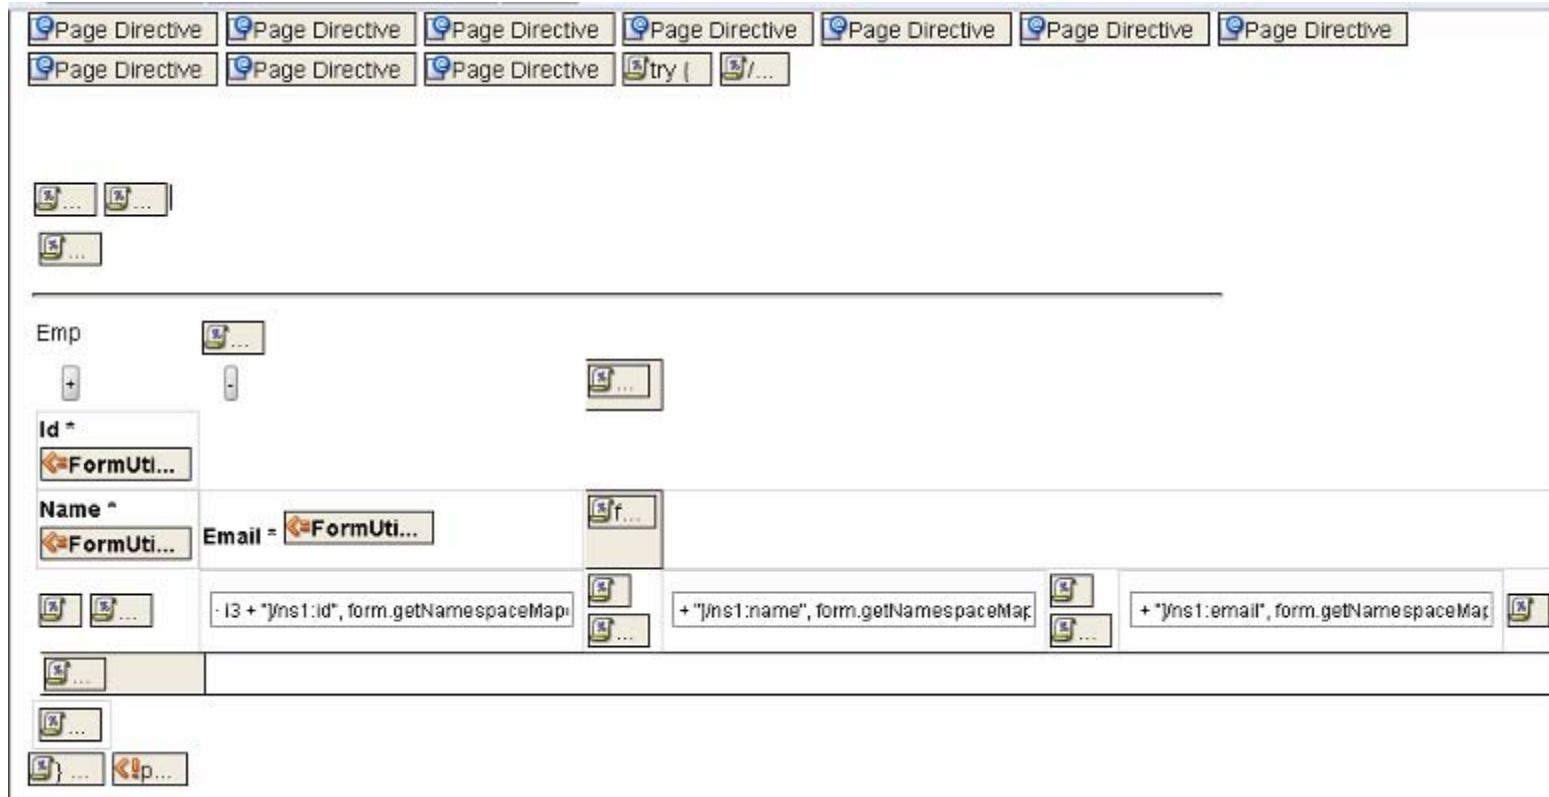 Page Directive Page Directive Page Directive Page Directive Page Directive Page Directive Page Directive
Page Directive Page Directive Page Directive try { /...
... ...
...
Emp ...
+ - ...
Id *
FormUti...
Name *
FormUti... Email * FormUti... f...
...
· i3 + "]/ns1:id", form.getNamespaceMap
...
+ "]/ns1:name", form.getNamespaceMap
...
+ "]/ns1:email", form.getNamespaceMap
...
...
} ... p...